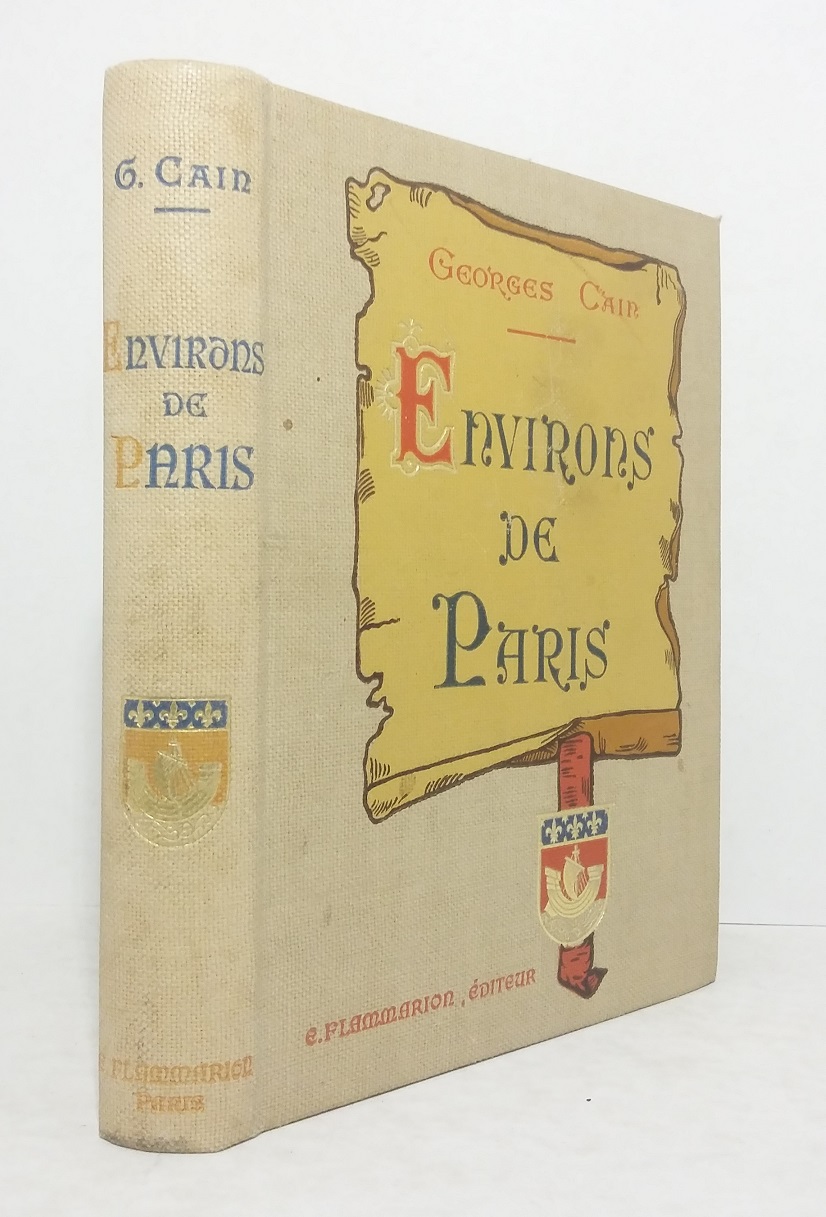 G. CAIN
ENVIRONS
DE
PARIS
E. FLAMMARION
PARIS
GEORGES CAIN
ENVIRONS
DE
PARIS
E. FLAMMARION, ÉDITEUR